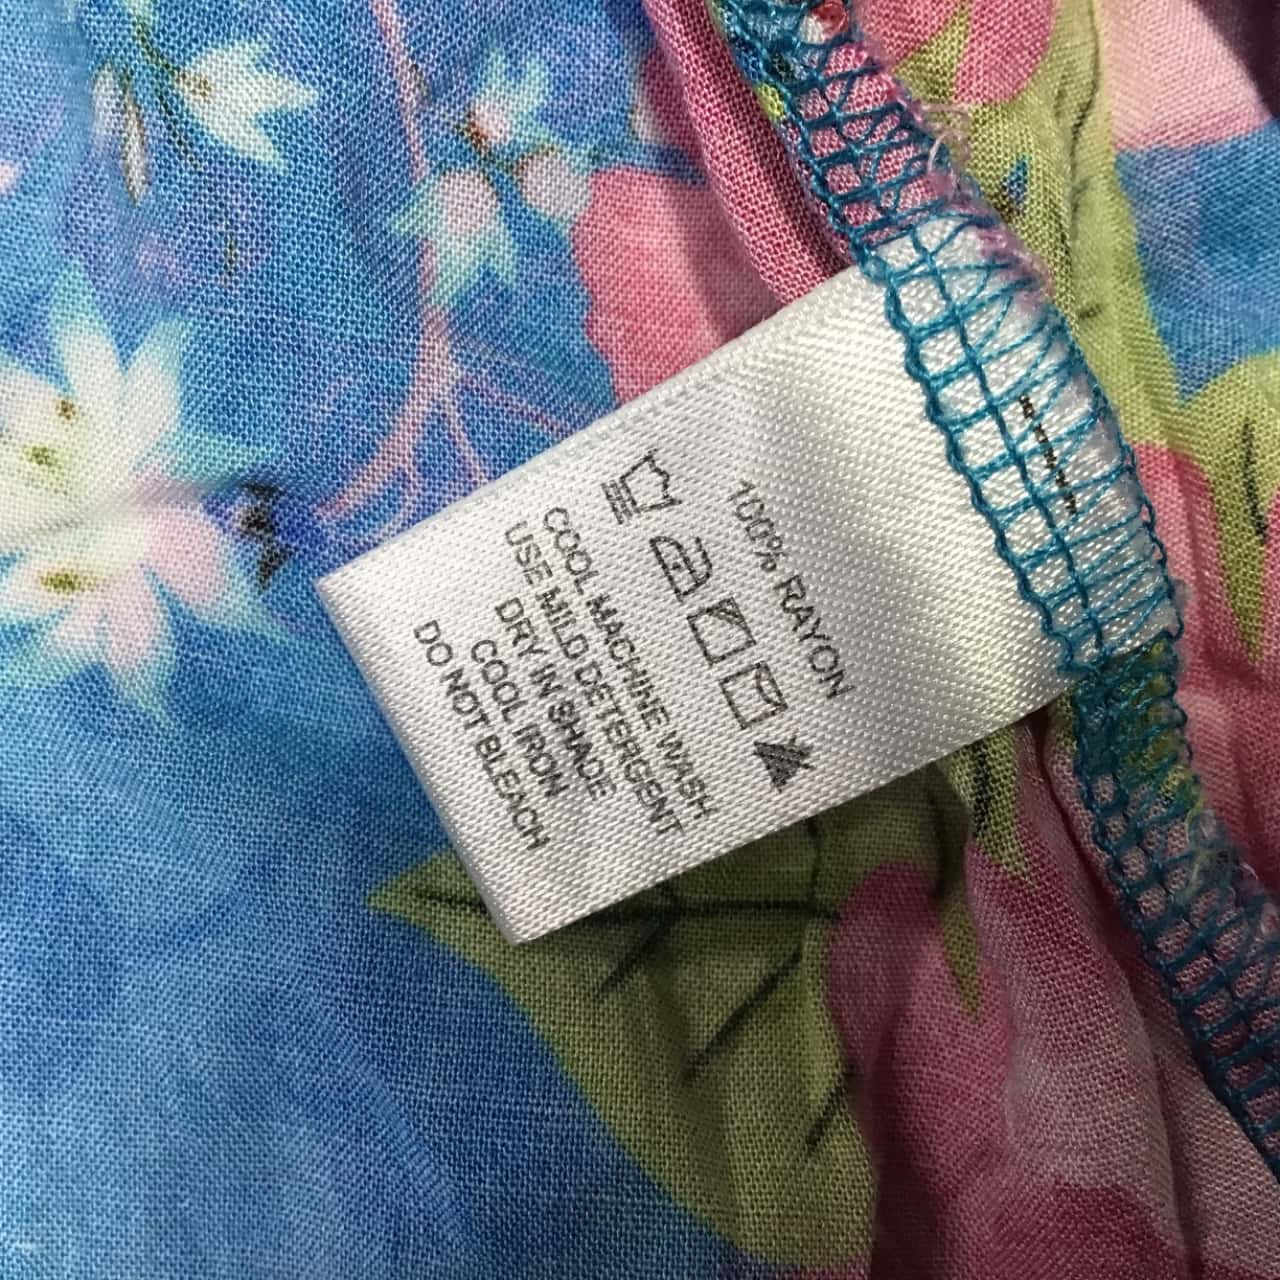 100% RAYON
COOL MACHINE WASH
USE MILD DETERGENT
DRY IN SHADE
COOL IRON
DO NOT BLEACH